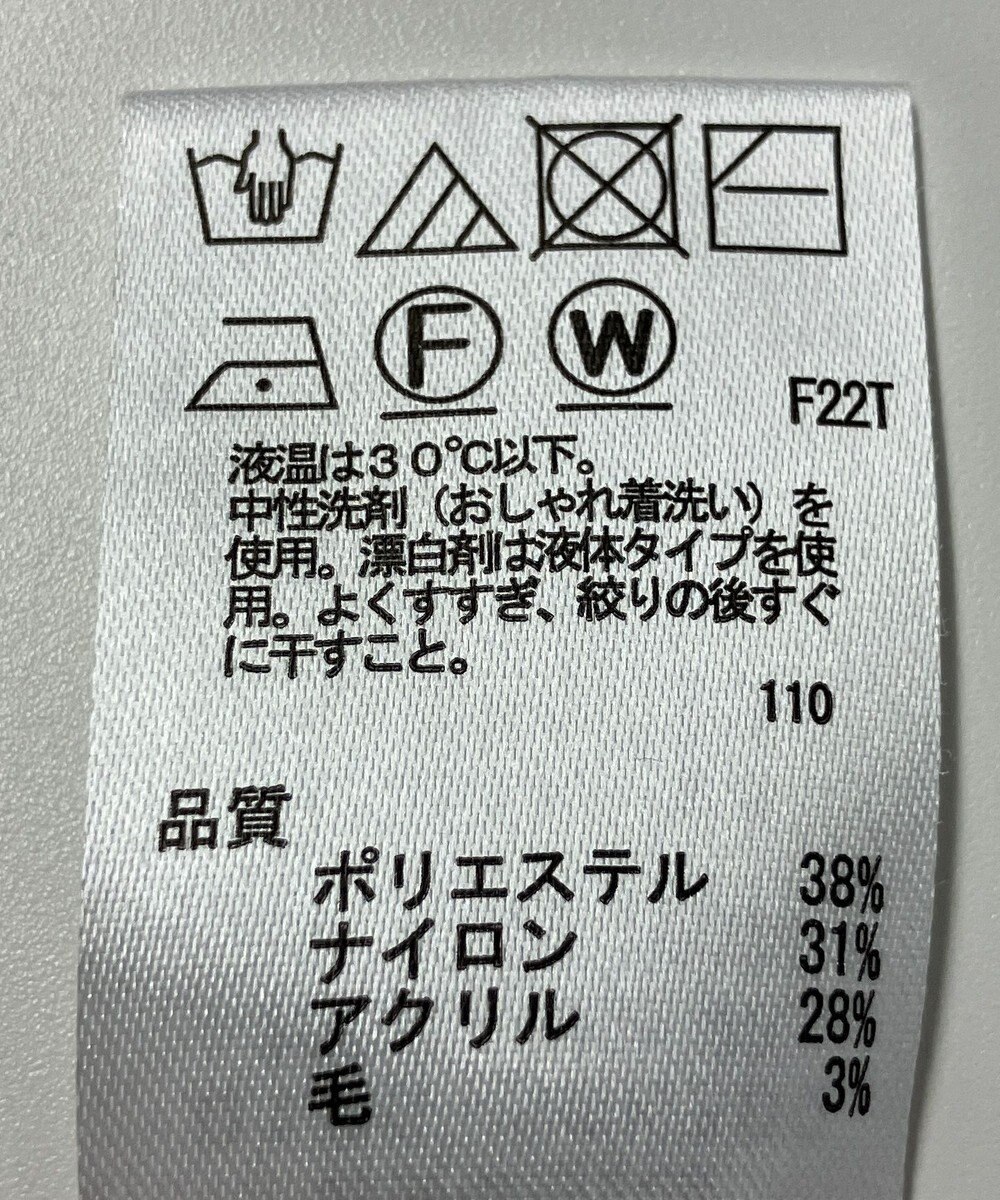 F W
F22T
液温は３０℃以下。
中性洗剤（おしゃれ着洗い）を
使用。漂白剤は液体タイプを使
用。よくすすぎ、絞りの後すぐ
に干すこと。
110
品質
ポリエステル 38%
ナイロン 31%
アクリル 28%
毛 3%